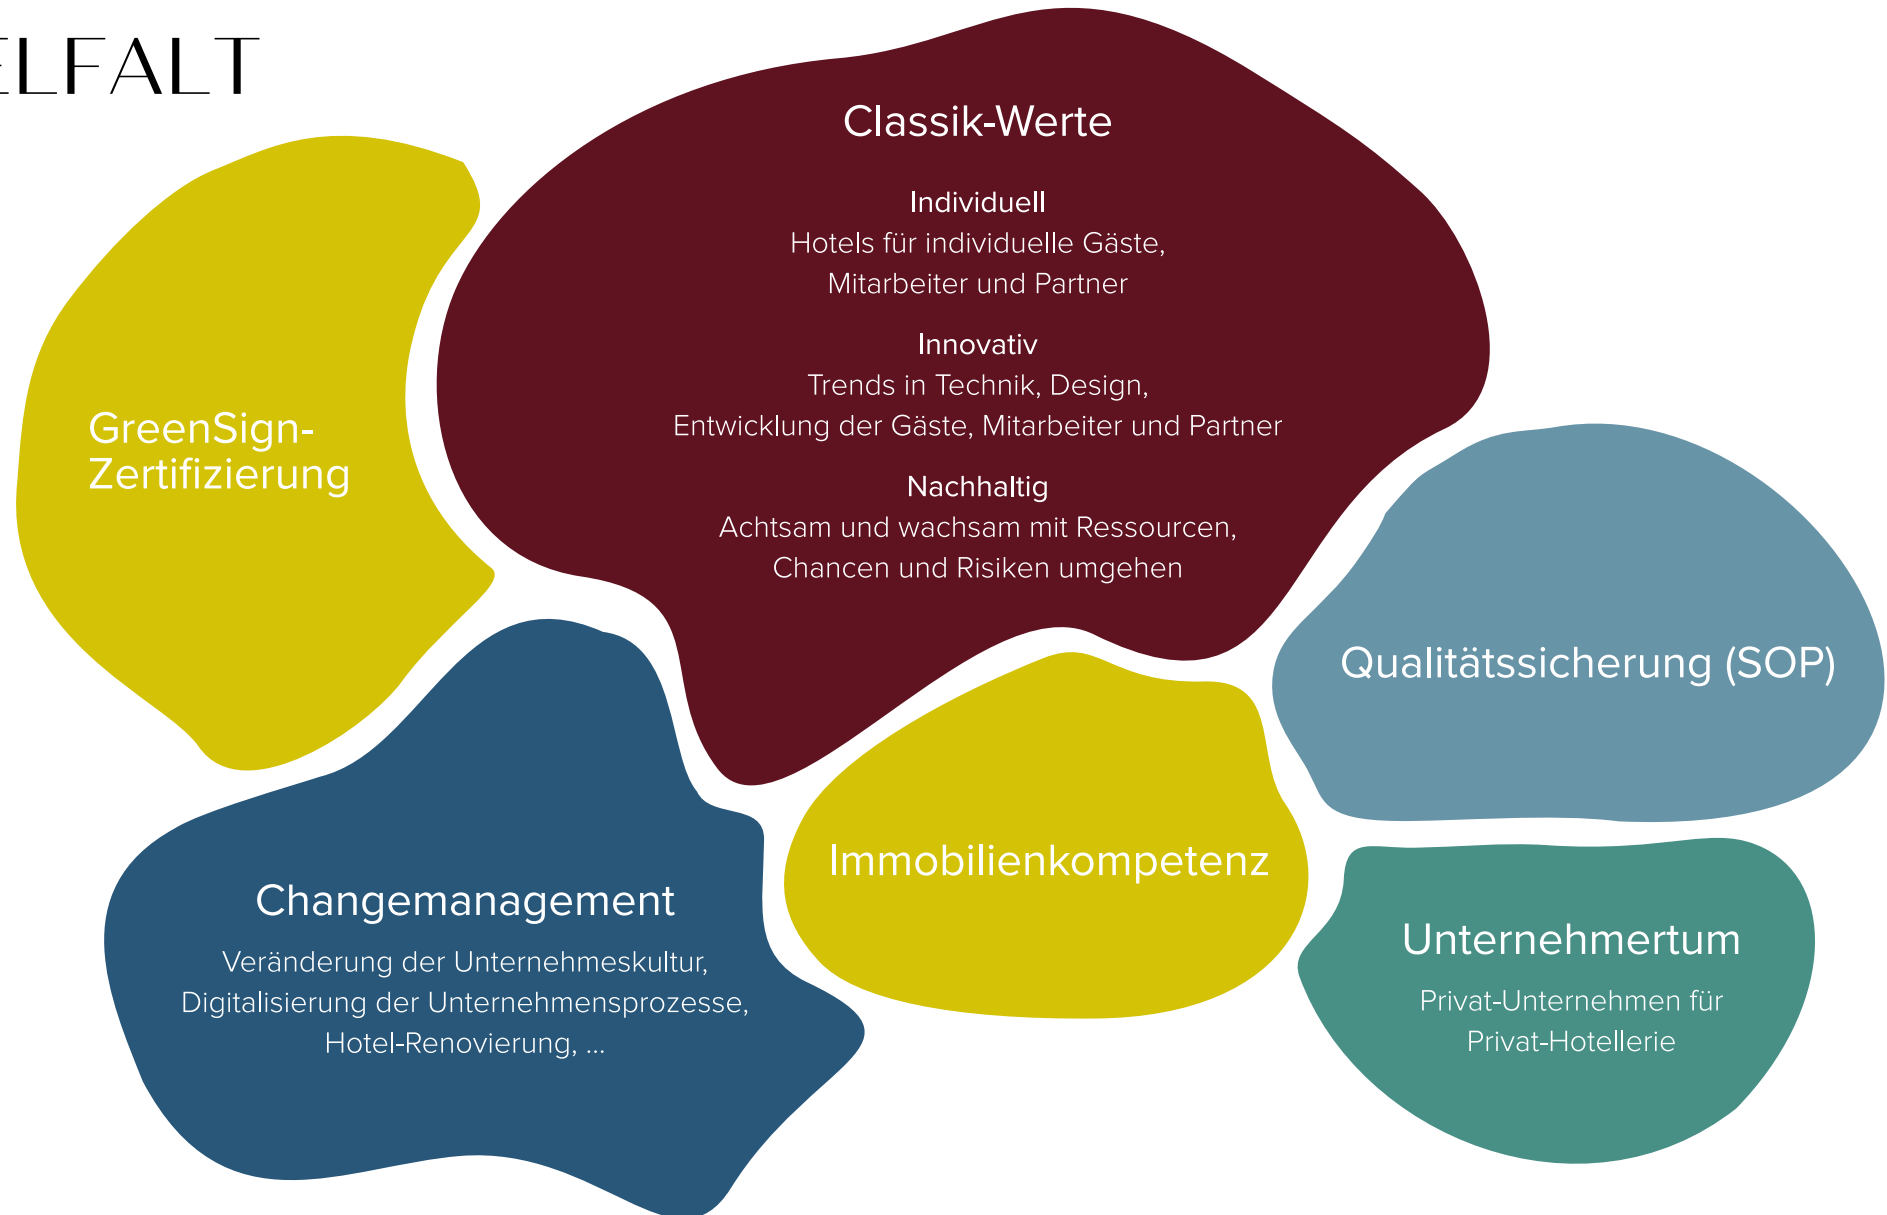 ELFALT
Classik-Werte
Individuell
Hotels für individuelle Gäste,
Mitarbeiter und Partner
Innovativ
Trends in Technik, Design,
Entwicklung der Gäste, Mitarbeiter und Partner
Nachhaltig
Achtsam und wachsam mit Ressourcen,
Chancen und Risiken umgehen
GreenSign-
Zertifizierung
Qualitätssicherung (SOP)
Immobilienkompetenz
Changemanagement
Veränderung der Unternehmeskultur,
Digitalisierung der Unternehmensprozesse,
Hotel-Renovierung, ...
Unternehmertum
Privat-Unternehmen für
Privat-Hotellerie